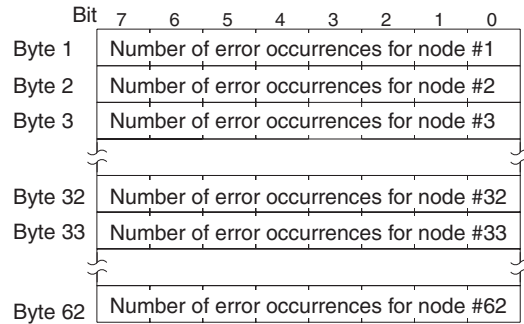 Bit 7 6 5 4 3 2 1 0
Byte 1 Number of error occurrences for node #1
Byte 2 Number of error occurrences for node #2
Byte 3 Number of error occurrences for node #3
Byte 32 Number of error occurrences for node #32
Byte 33 Number of error occurrences for node #33
Byte 62 Number of error occurrences for node #62